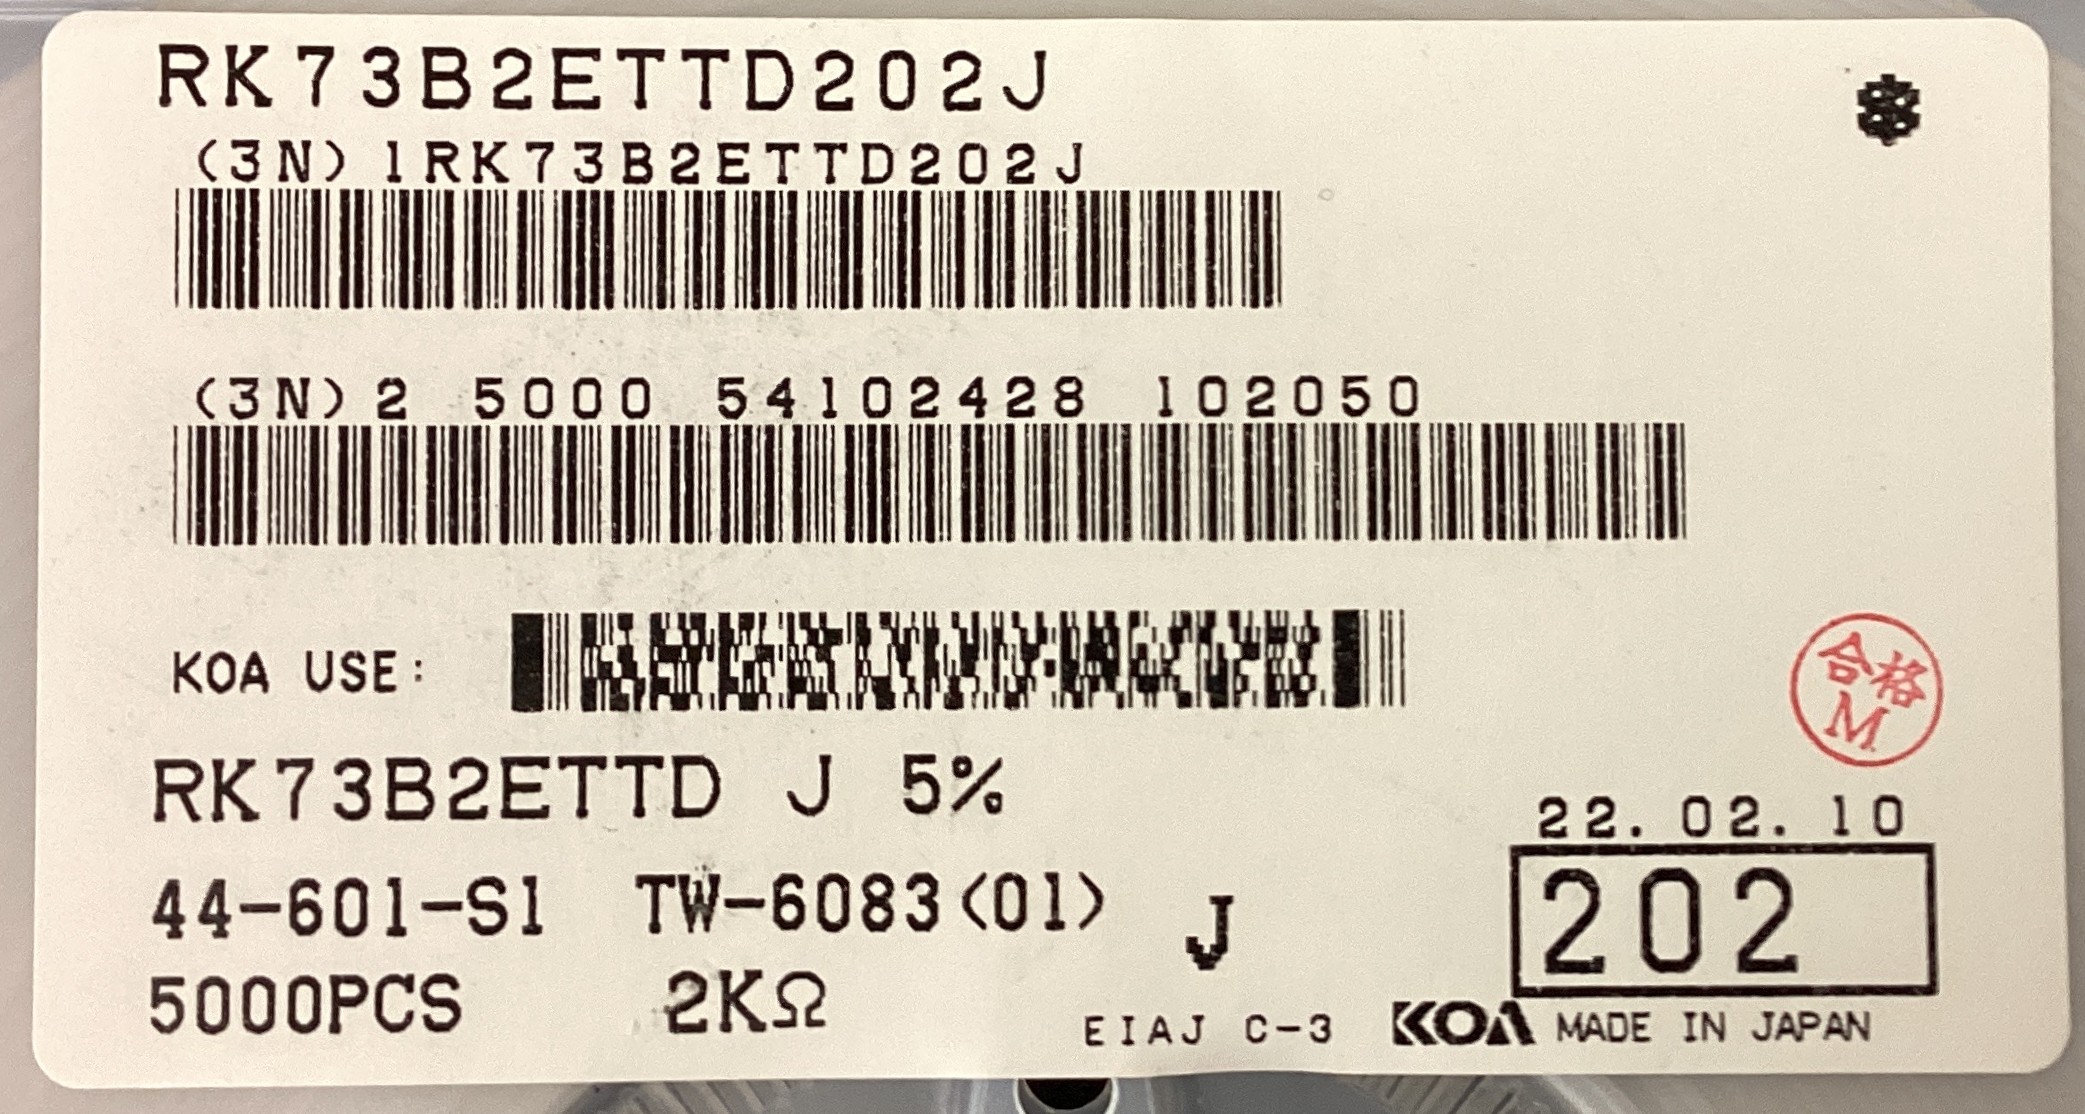 RK73B2ETTD202J
(3N)1RK73B2ETTD202J
(3N)2 5000 54102428 102050
KOA USE:
合格
M
RK73B2ETTD J 5%
22.02.10
44-601-S1 TW-6083(01) J
202
5000PCS 2KΩ
EIAJ C-3 KOA MADE IN JAPAN